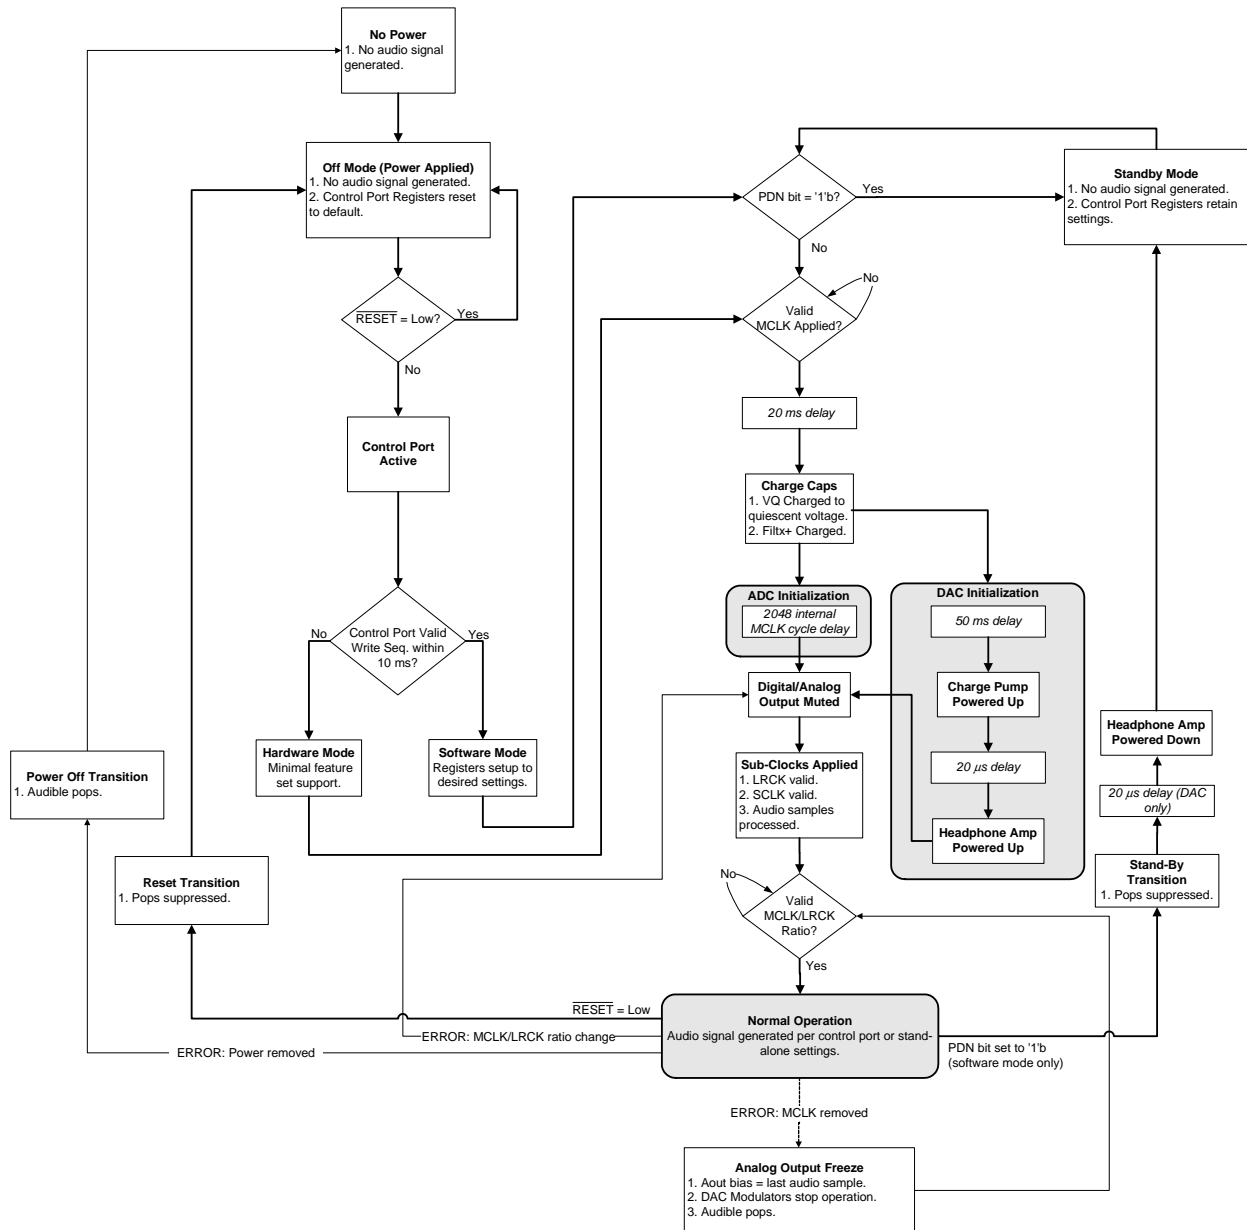 No Power
1. No audio signal
generated.
Off Mode (Power Applied)
1. No audio signal generated.
2. Control Port Registers reset
to default.
RESET = Low?
Yes
No
Control Port
Active
Control Port Valid
Write Seq. within
10 ms?
No
Yes
Hardware Mode
Minimal feature
set support.
Software Mode
Registers setup to
desired settings.
Power Off Transition
1. Audible pops.
Reset Transition
1. Pops suppressed.
PDN bit = '1'b?
Yes
No
Standby Mode
1. No audio signal generated.
2. Control Port Registers retain
settings.
Valid
MCLK Applied?
No
20 ms delay
Charge Caps
1. VQ Charged to
quiescent voltage.
2. Filtx+ Charged.
ADC Initialization
2048 internal
MCLK cycle delay
DAC Initialization
50 ms delay
Charge Pump
Powered Up
20 µs delay
Headphone Amp
Powered Up
Digital/Analog
Output Muted
Sub-Clocks Applied
1. LRCK valid.
2. SCLK valid.
3. Audio samples
processed.
No
Valid
MCLK/LRCK
Ratio?
Yes
Headphone Amp
Powered Down
20 µs delay (DAC
only)
Stand-By
Transition
1. Pops suppressed.
RESET = Low
ERROR: MCLK/LRCK ratio change
ERROR: Power removed
Normal Operation
Audio signal generated per control port or stand-
alone settings.
PDN bit set to '1'b
(software mode only)
ERROR: MCLK removed
Analog Output Freeze
1. Aout bias = last audio sample.
2. DAC Modulators stop operation.
3. Audible pops.